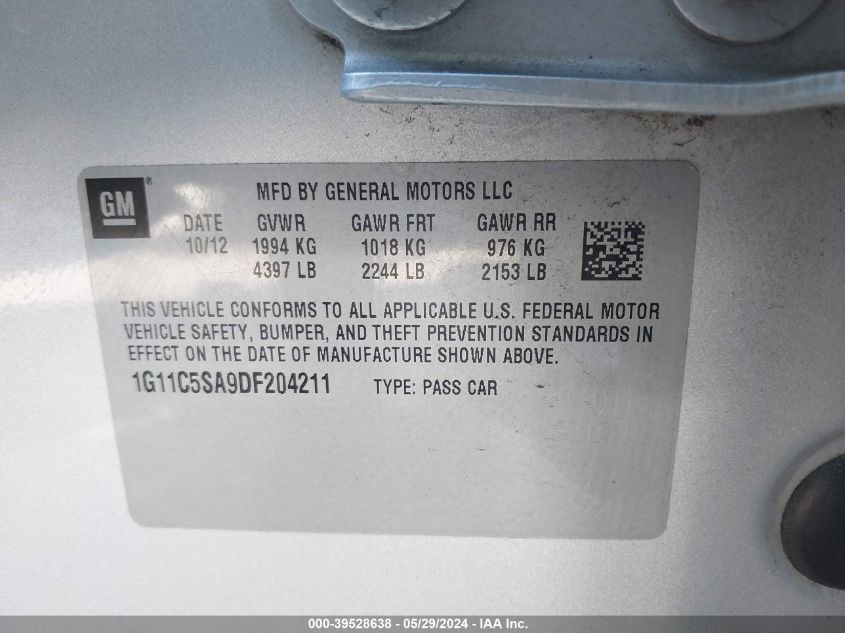 GM®
MFD BY GENERAL MOTORS LLC
DATE GVWR GAWR FRT GAWR RR
10/12 1994 KG 1018 KG 976 KG
4397 LB 2244 LB 2153 LB
THIS VEHICLE CONFORMS TO ALL APPLICABLE U.S. FEDERAL MOTOR
VEHICLE SAFETY, BUMPER, AND THEFT PREVENTION STANDARDS IN
EFFECT ON THE DATE OF MANUFACTURE SHOWN ABOVE.
1G11C5SA9DF204211 TYPE: PASS CAR
000-39528638 - 05/29/2024 - IAA Inc.